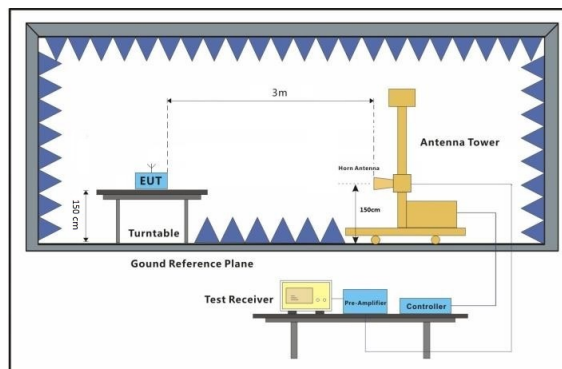 3m
Antenna Tower
Horn Antenna
EUT
150 cm
150cm
Turntable
Gound Reference Plane
Test Receiver
Pre-Amplifier
Controller